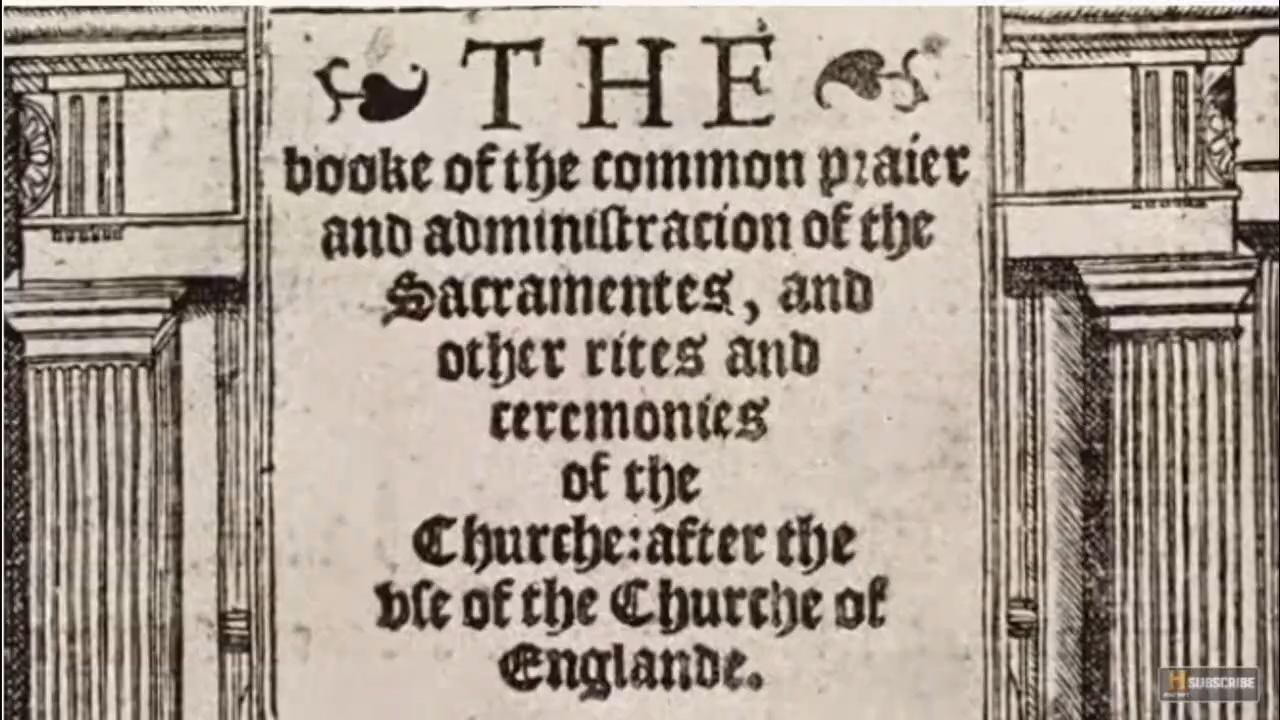 THE
booke of the common praier
and administracion of the
Sacramentes, and
other rites and
ceremonies
of the
Churche: after the
vse of the Churche of
Englande.
H SUBSCRIBE